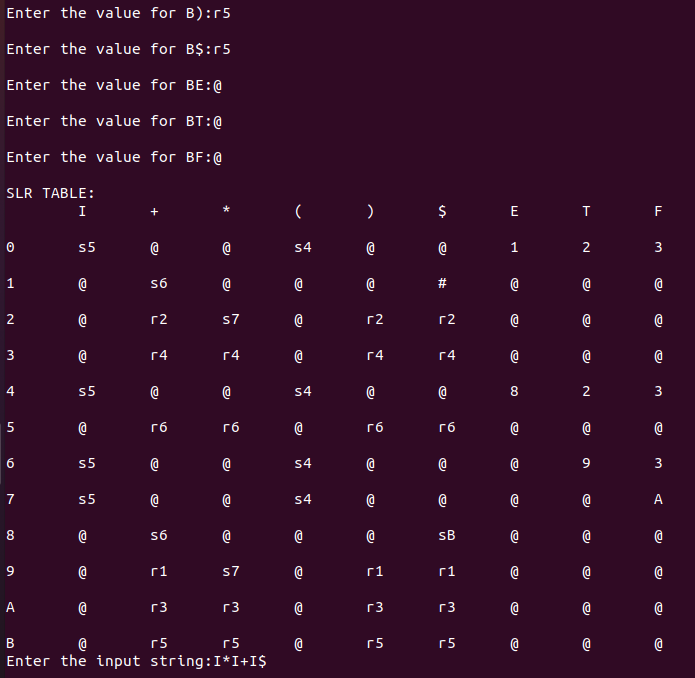 Enter the value for B):r5
Enter the value for B$:r5
Enter the value for BE:@
Enter the value for BT:@
Enter the value for BF:@
SLR TABLE:
I + * ( ) $ E T F
0 s5 @ @ s4 @ @ 1 2 3
1 @ s6 @ @ @ # @ @ @
2 @ r2 s7 @ r2 r2 @ @ @
3 @ r4 r4 @ r4 r4 @ @ @
4 s5 @ @ s4 @ @ 8 2 3
5 @ r6 r6 @ r6 r6 @ @ @
6 s5 @ @ s4 @ @ @ 9 3
7 s5 @ @ s4 @ @ @ @ A
8 @ s6 @ @ @ sB @ @ @
9 @ r1 s7 @ r1 r1 @ @ @
A @ r3 r3 @ r3 r3 @ @ @
B @ r5 r5 @ r5 r5 @ @ @
Enter the input string:I*I+I$